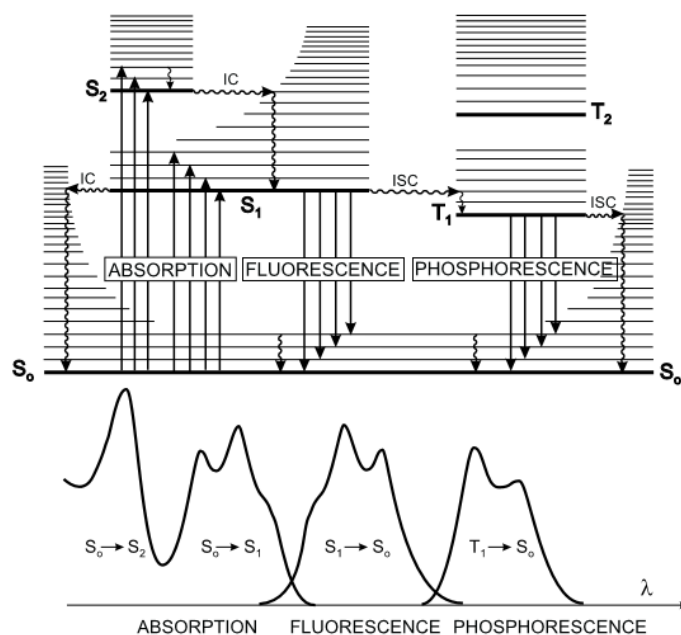 IC
S₂
T₂
IC
ISC
ISC
S₁
T₁
ABSORPTION
FLUORESCENCE
PHOSPHORESCENCE
Sₒ
Sₒ
Sₒ→S₂
Sₒ→S₁
S₁→Sₒ
T₁→Sₒ
λ
ABSORPTION
FLUORESCENCE
PHOSPHORESCENCE